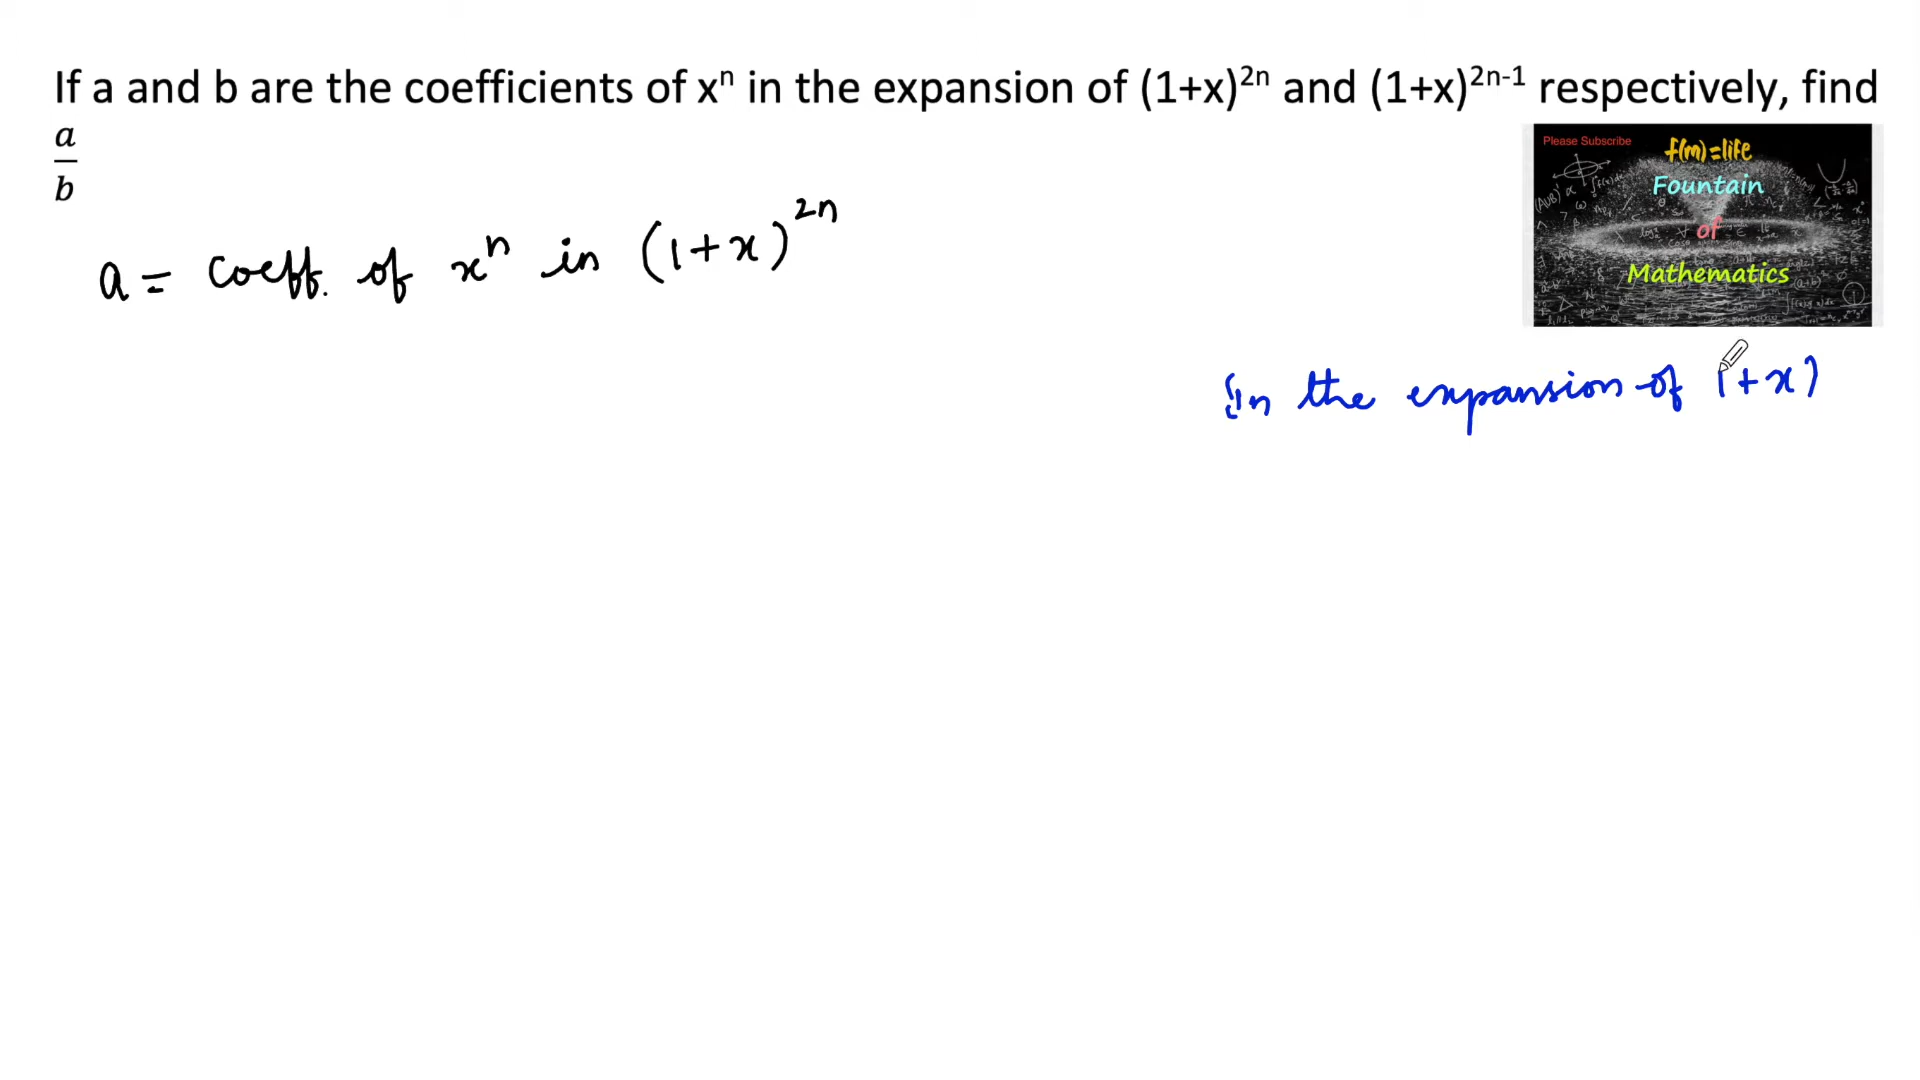 If a and b are the coefficients of xⁿ in the expansion of (1+x)²ⁿ and (1+x)²ⁿ⁻¹ respectively, find
a/b
Please Subscribe
f(m)=life
Fountain
of
Mathematics
a = coeff. of xⁿ in (1+x)²ⁿ
In the expansion of 1+x)